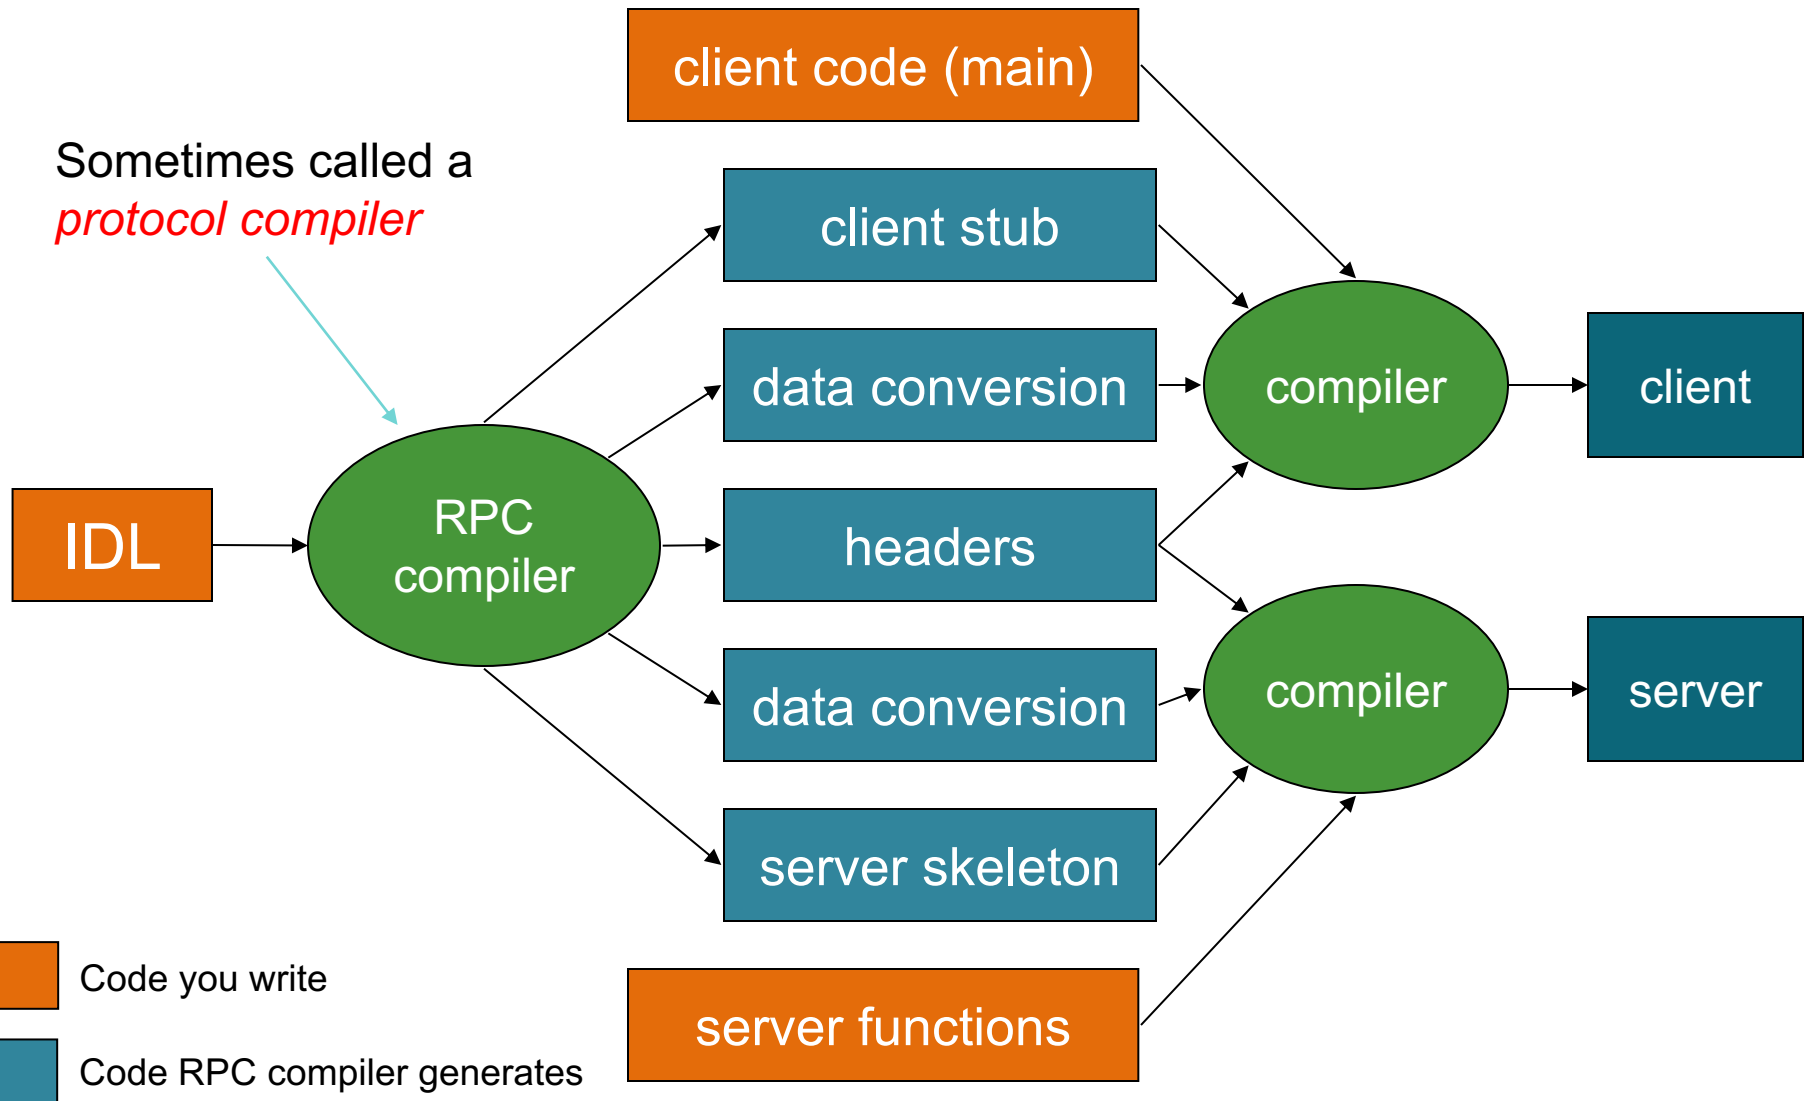 client code (main)
Sometimes called a
protocol compiler
client stub
data conversion
compiler
client
IDL
RPC
compiler
headers
data conversion
compiler
server
server skeleton
Code you write
server functions
Code RPC compiler generates